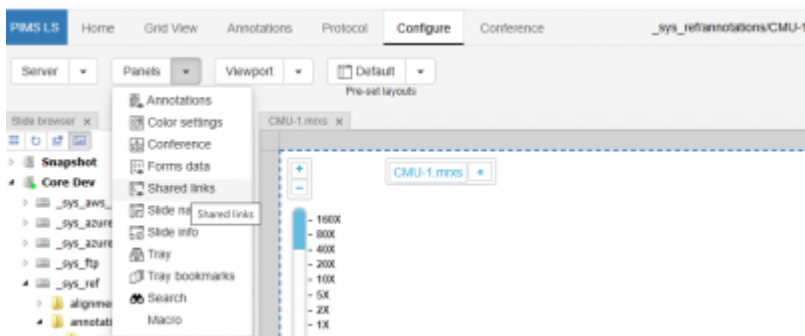 PIMS LS Home Grid View Annotations Protocol Configure Conference _sys_ref/annotations/CMU-1
Server Panels Viewport Default
Pre-set layouts
Slide browser x CMU-1.mrxs x
Annotations
Color settings
Conference
Forms data
Shared links
Shared links
Slide info
Tray
Tray bookmarks
Search
Macro
Snapshot
Core Dev
_sys_aws_
_sys_azure
_sys_azure
_sys_ftp
_sys_ref
CMU-1.mrxs «
+
-
160X
80X
40X
20X
10X
5X
2X
1X